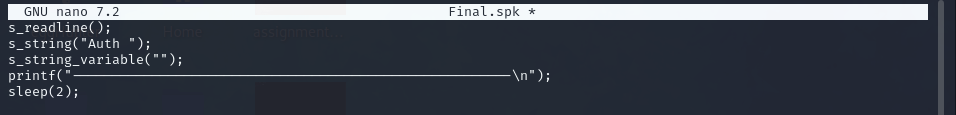 GNU nano 7.2 Final.spk *
s_readline();
s_string("Auth ");
s_string_variable("");
printf("-------------------------------------------------------\n");
sleep(2);